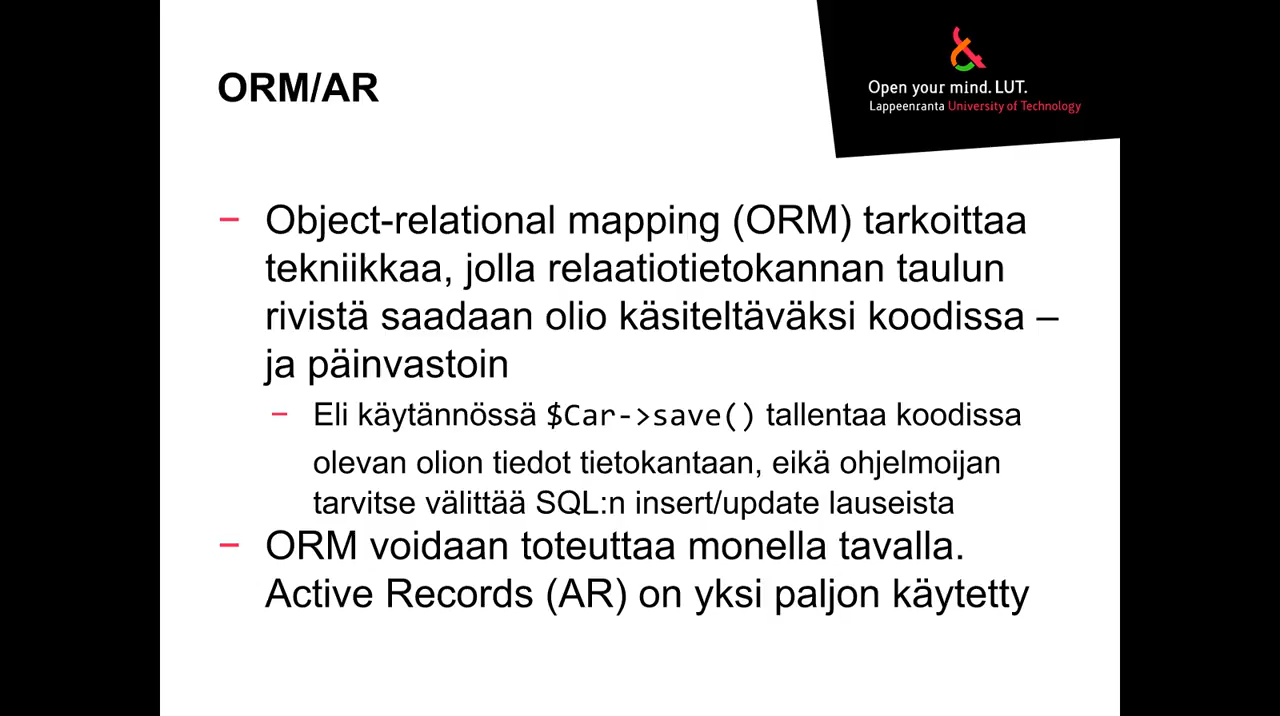 ORM/AR
Open your mind. LUT.
Lappeenranta University of Technology
– Object-relational mapping (ORM) tarkoittaa
tekniikkaa, jolla relaatiotietokannan taulun
rivistä saadaan olio käsiteltäväksi koodissa –
ja päinvastoin
– Eli käytännössä $Car->save() tallentaa koodissa
olevan olion tiedot tietokantaan, eikä ohjelmoijan
tarvitse välittää SQL:n insert/update lauseista
– ORM voidaan toteuttaa monella tavalla.
Active Records (AR) on yksi paljon käytetty